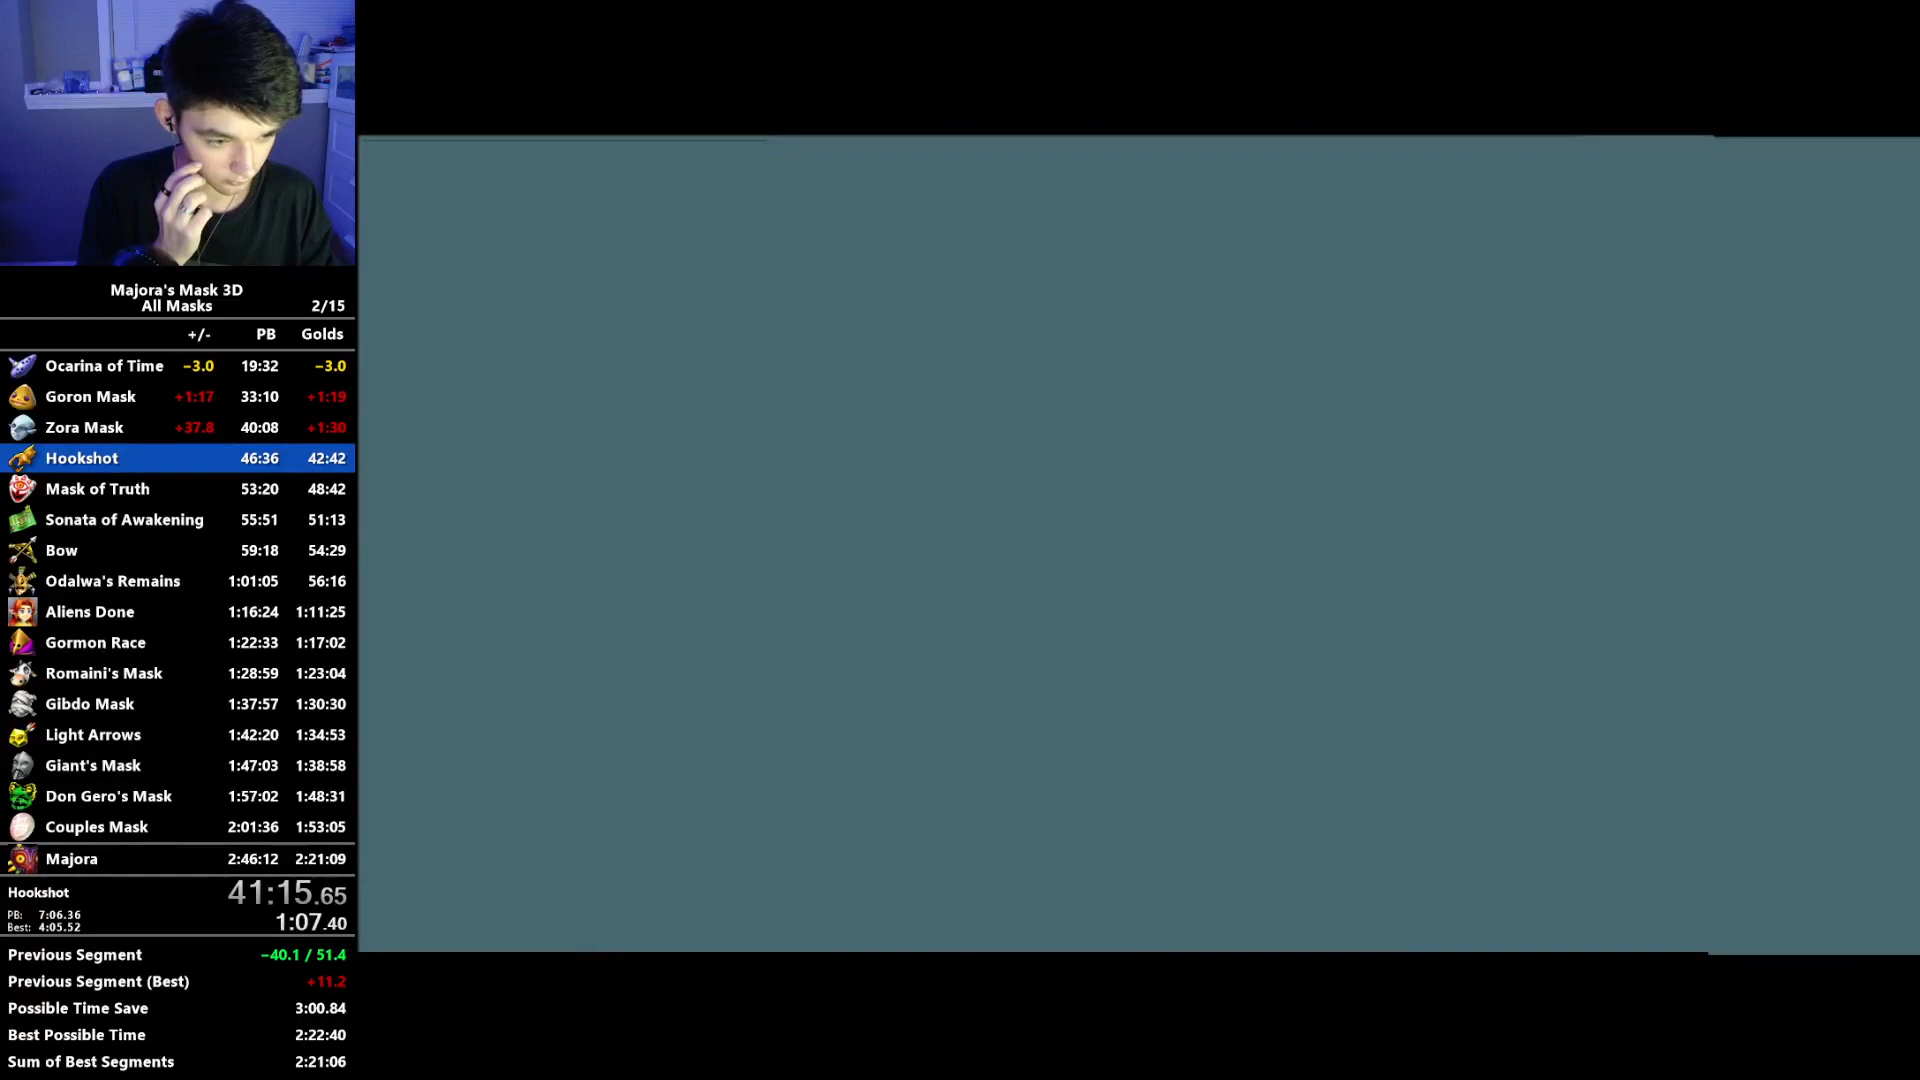 Majora's Mask 3D
All Masks 2/15
+/- PB Golds
Ocarina of Time −3.0 19:32 −3.0
Goron Mask +1:17 33:10 +1:19
Zora Mask +37.8 40:08 +1:30
Hookshot 46:36 42:42
Mask of Truth 53:20 48:42
Sonata of Awakening 55:51 51:13
Bow 59:18 54:29
Odalwa's Remains 1:01:05 56:16
Aliens Done 1:16:24 1:11:25
Gormon Race 1:22:33 1:17:02
Romaini's Mask 1:28:59 1:23:04
Gibdo Mask 1:37:57 1:30:30
Light Arrows 1:42:20 1:34:53
Giant's Mask 1:47:03 1:38:58
Don Gero's Mask 1:57:02 1:48:31
Couples Mask 2:01:36 1:53:05
Majora 2:46:12 2:21:09
Hookshot 41:15.65
PB: 7:06.36
Best: 4:05.52 1:07.40
Previous Segment −40.1 / 51.4
Previous Segment (Best) +11.2
Possible Time Save 3:00.84
Best Possible Time 2:22:40
Sum of Best Segments 2:21:06